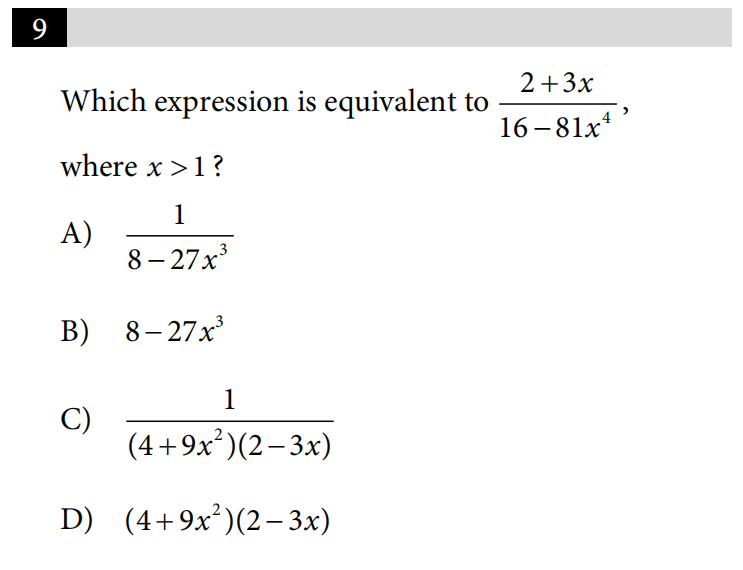 9
Which expression is equivalent to \frac{2+3x}{16-81x^4},
where x > 1?
A) \frac{1}{8-27x^3}
B) 8-27x^3
C) \frac{1}{(4+9x^2)(2-3x)}
D) (4+9x^2)(2-3x)